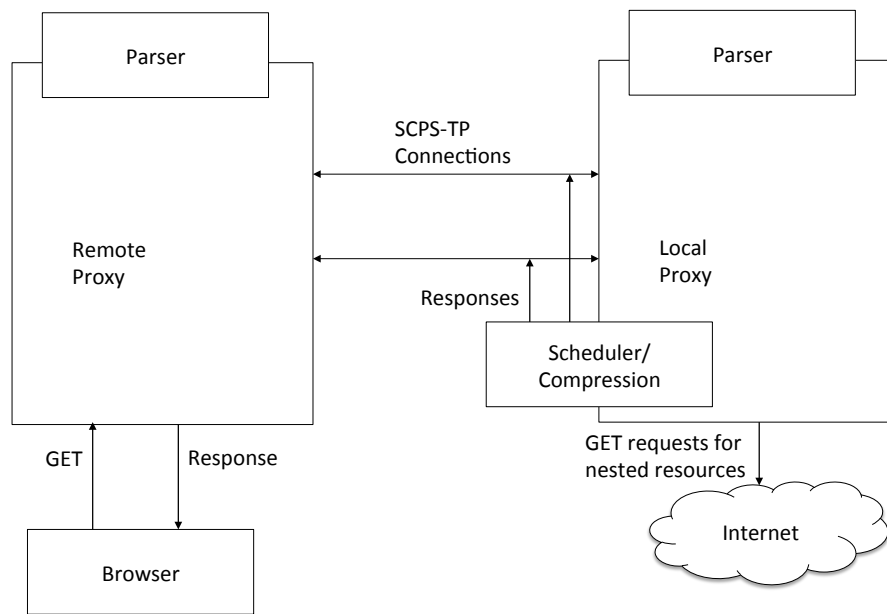 Parser
Parser
SCPS-TP
Connections
Remote
Proxy
Local
Proxy
Responses
Scheduler/
Compression
GET
Response
GET requests for
nested resources
Internet
Browser